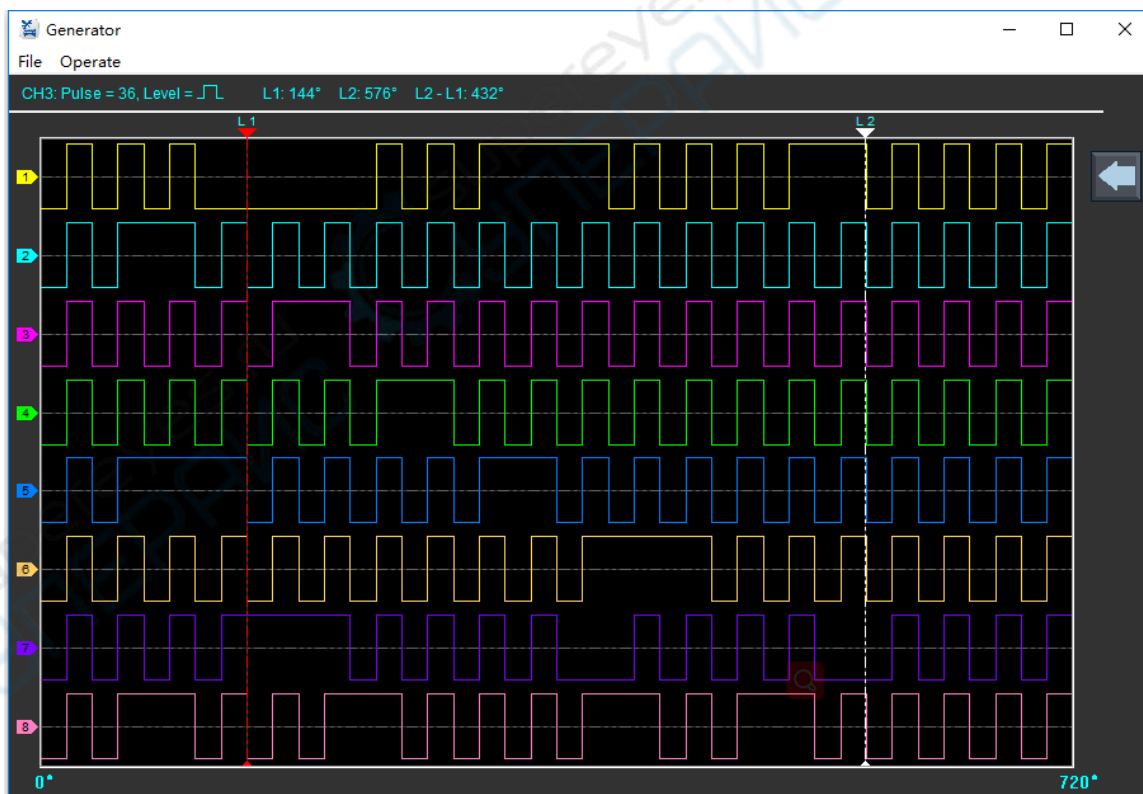 Generator
File Operate
CH3: Pulse = 36, Level = L1: 144° L2: 576° L2 - L1: 432°
L 1 L 2
1
2
3
4
5
6
7
8
0° 720°